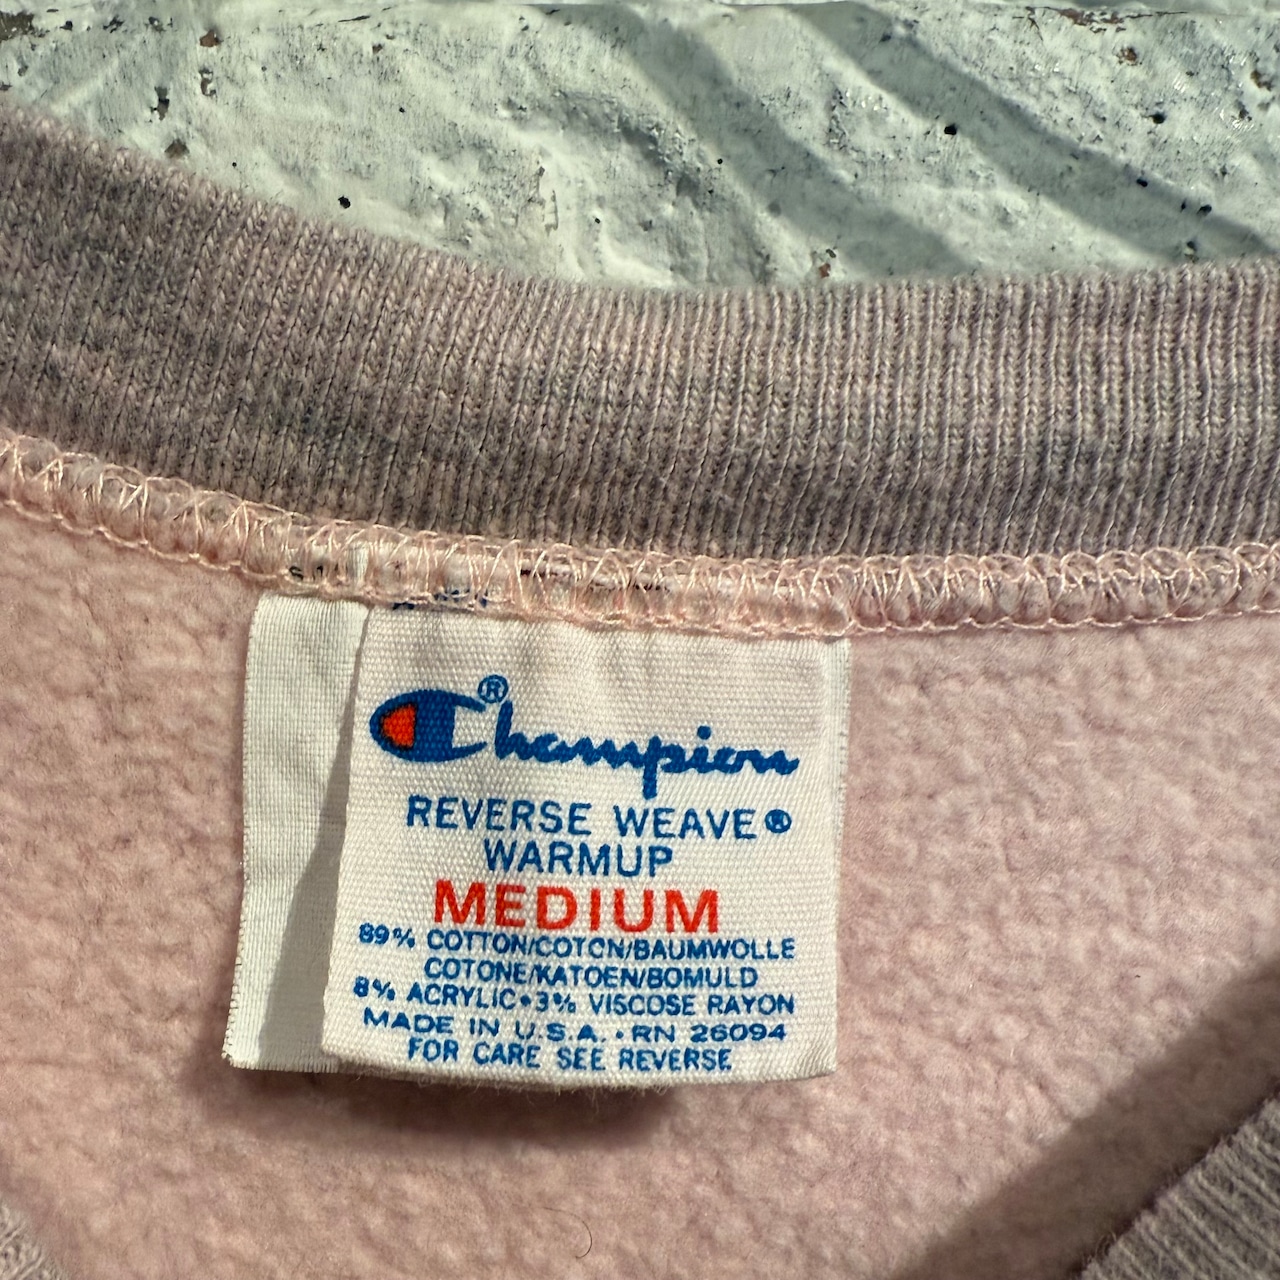 Champion®
REVERSE WEAVE®
WARMUP
MEDIUM
89% COTTON/COTON/BAUMWOLLE
COTONE/KATOEN/BOMULD
8% ACRYLIC•3% VISCOSE RAYON
MADE IN U.S.A. • RN 26094
FOR CARE SEE REVERSE